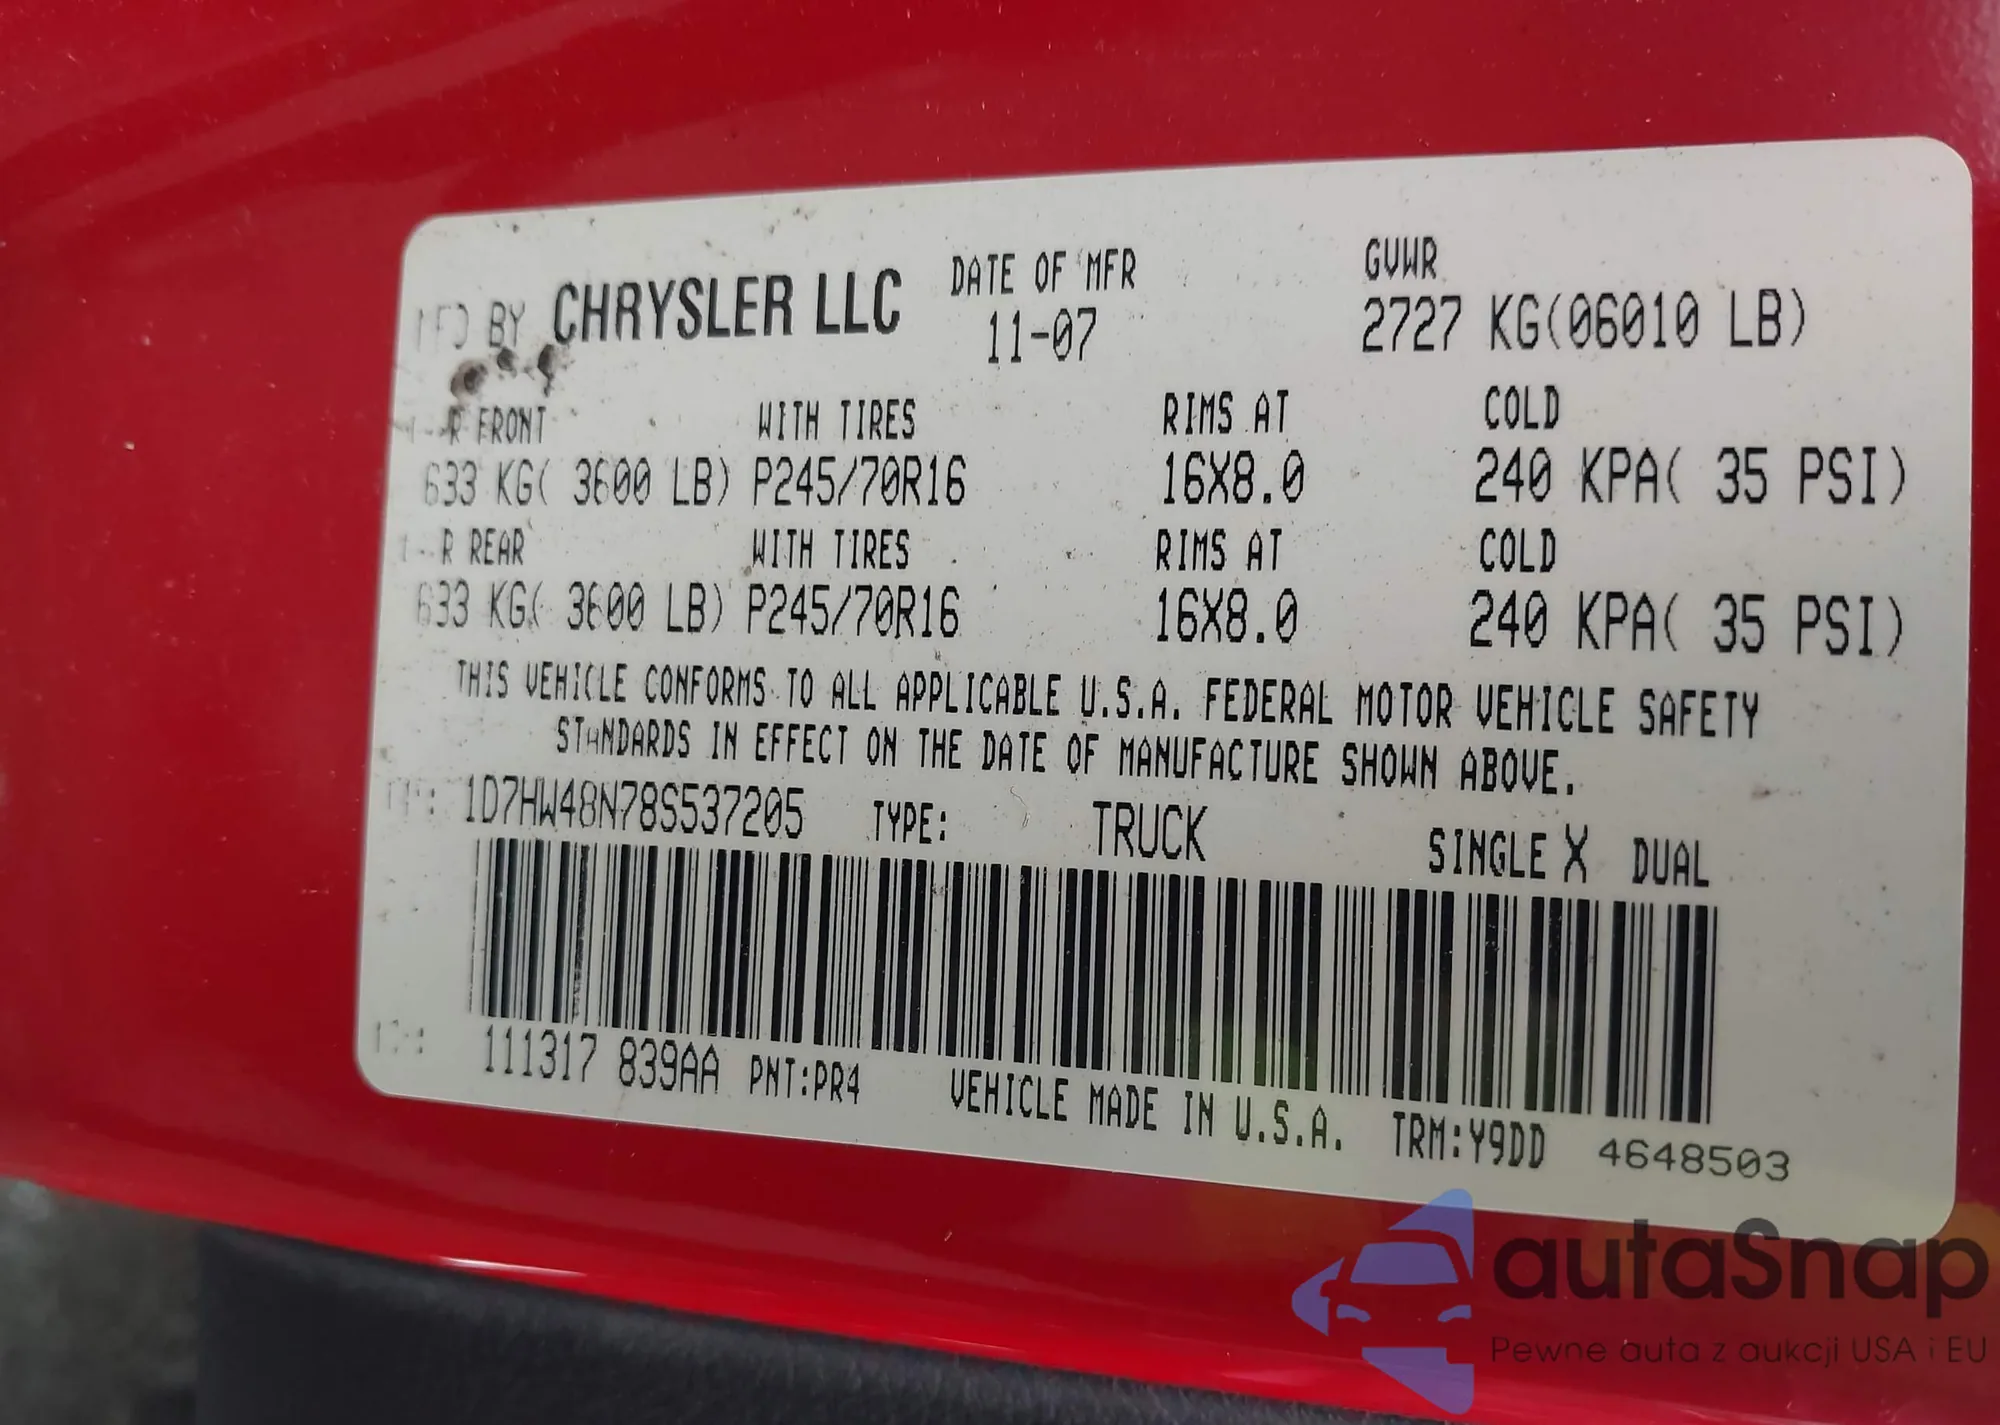 BY CHRYSLER LLC DATE OF MFR GVWR
11-07 2727 KG(06010 LB)
FRONT WITH TIRES RIMS AT COLD
633 KG( 3600 LB) P245/70R16 16X8.0 240 KPA( 35 PSI)
REAR WITH TIRES RIMS AT COLD
633 KG( 3600 LB) P245/70R16 16X8.0 240 KPA( 35 PSI)
THIS VEHICLE CONFORMS TO ALL APPLICABLE U.S.A. FEDERAL MOTOR VEHICLE SAFETY
STANDARDS IN EFFECT ON THE DATE OF MANUFACTURE SHOWN ABOVE.
1D7HW48N78S537205 TYPE: TRUCK SINGLE X DUAL
111317 839AA PNT:PR4 VEHICLE MADE IN U.S.A. TRM:Y9DD 4648503
autaSnap
Pewne auta z aukcji USA i EU